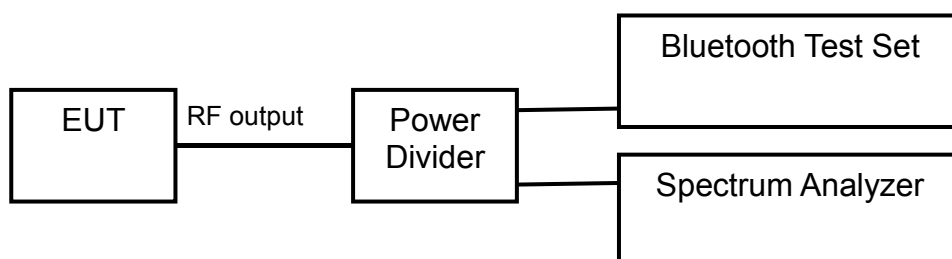 EUT
RF output
Power
Divider
Bluetooth Test Set
Spectrum Analyzer